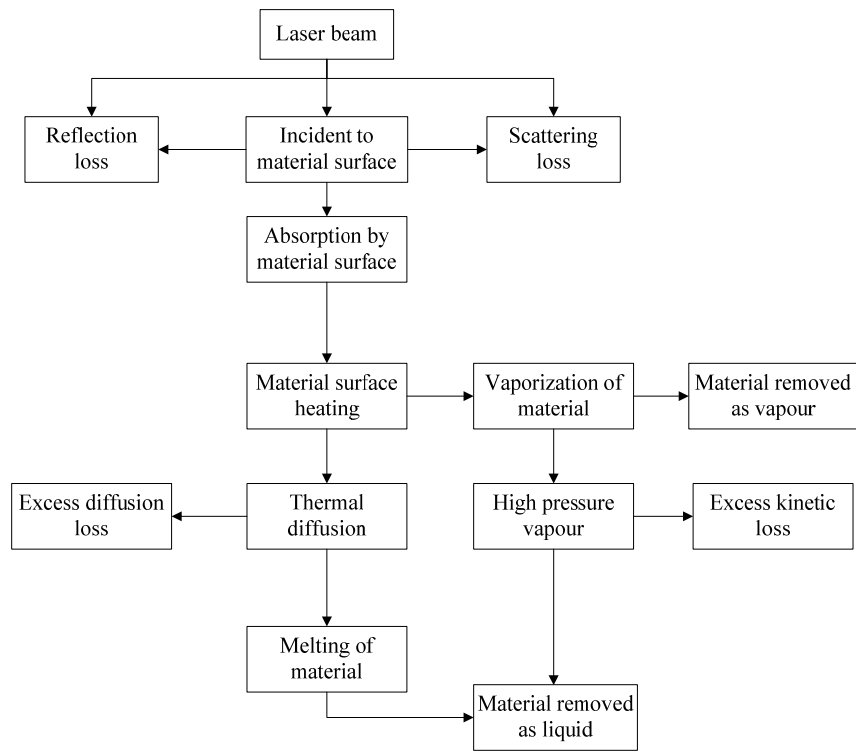 Laser beam
Reflection
loss
Incident to
material surface
Scattering
loss
Absorption by
material surface
Material surface
heating
Vaporization of
material
Material removed
as vapour
Excess diffusion
loss
Thermal
diffusion
High pressure
vapour
Excess kinetic
loss
Melting of
material
Material removed
as liquid